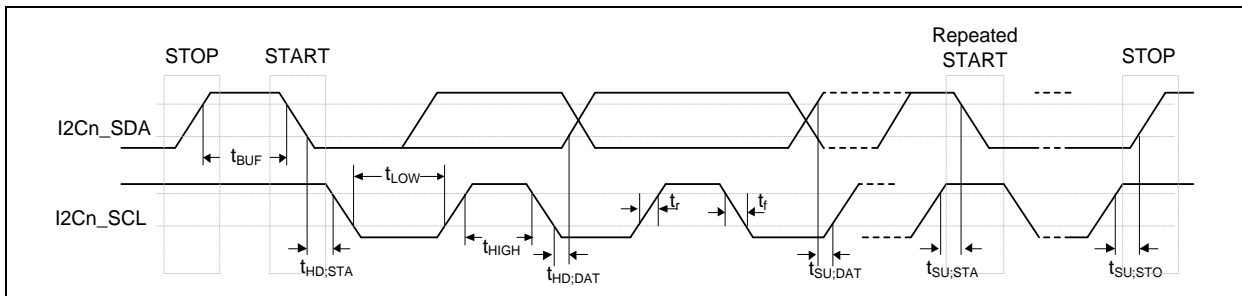 STOP
START
Repeated
START
STOP
I2Cn_SDA
tBUF
tLOW
I2Cn_SCL
tr
tf
tHIGH
tHD;STA
tHD;DAT
tSU;DAT
tSU;STA
tSU;STO